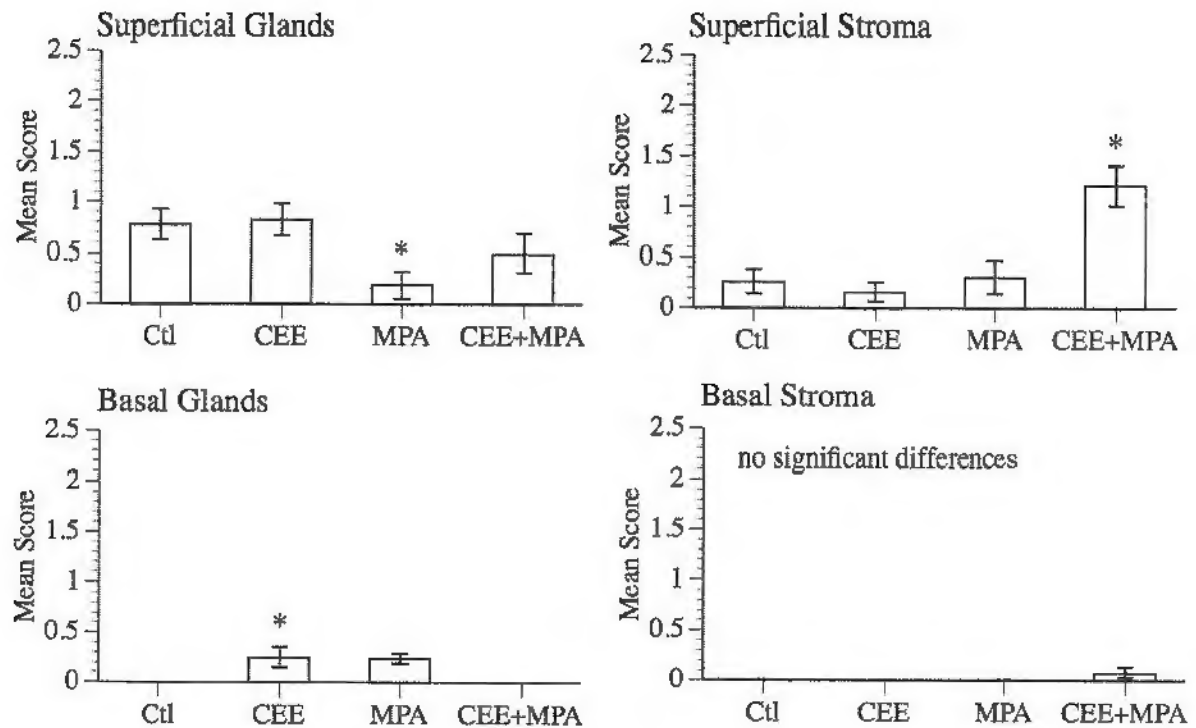 Superficial Glands
2.5
2
1.5
1
0.5
0
Mean Score
*
Ctl CEE MPA CEE+MPA
Superficial Stroma
2.5
2
1.5
1
0.5
0
Mean Score
*
Ctl CEE MPA CEE+MPA
Basal Glands
2.5
2
1.5
1
0.5
0
Mean Score
*
Ctl CEE MPA CEE+MPA
Basal Stroma
2.5
2
1.5
1
0.5
0
Mean Score
no significant differences
Ctl CEE MPA CEE+MPA